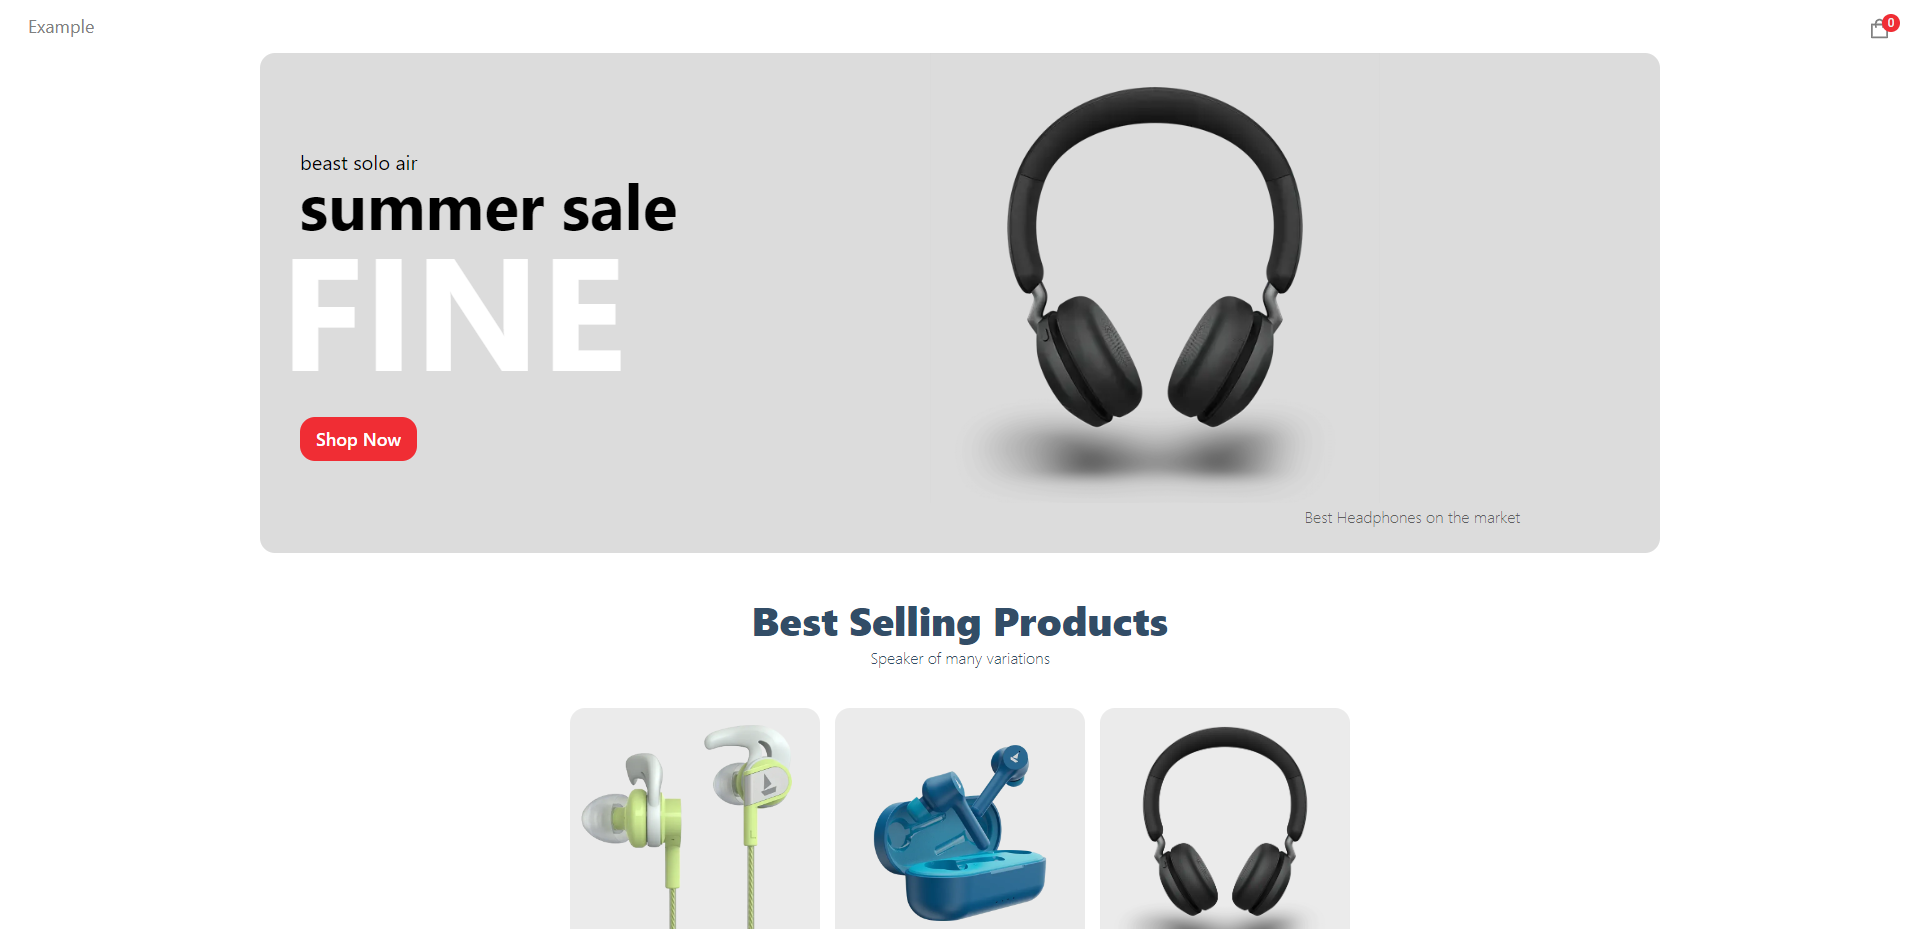 Example
0
beast solo air
summer sale
FINE
Shop Now
Best Headphones on the market
Best Selling Products
Speaker of many variations
L